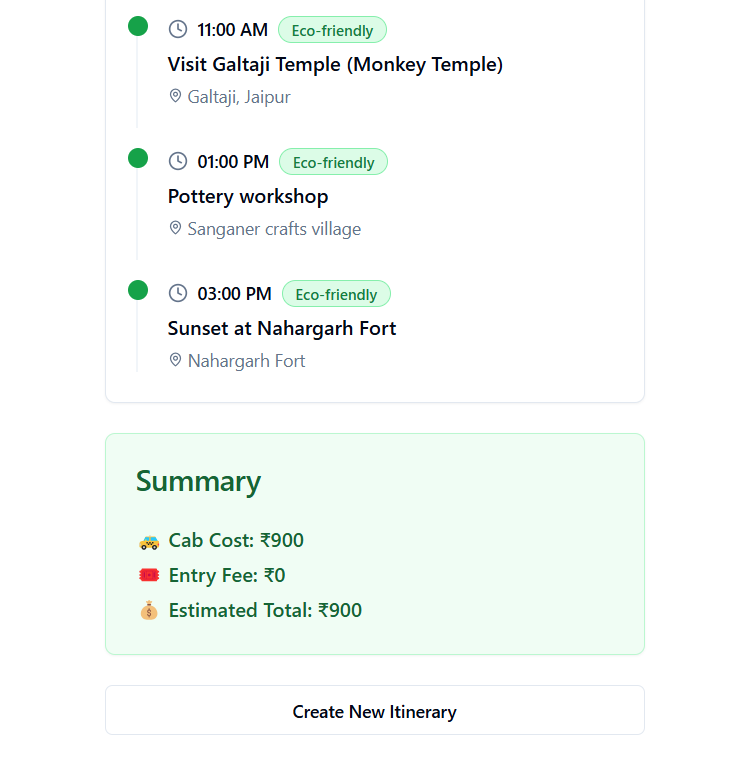 11:00 AM Eco-friendly
Visit Galtaji Temple (Monkey Temple)
Galtaji, Jaipur
01:00 PM Eco-friendly
Pottery workshop
Sanganer crafts village
03:00 PM Eco-friendly
Sunset at Nahargarh Fort
Nahargarh Fort
Summary
Cab Cost: ₹900
Entry Fee: ₹0
Estimated Total: ₹900
Create New Itinerary